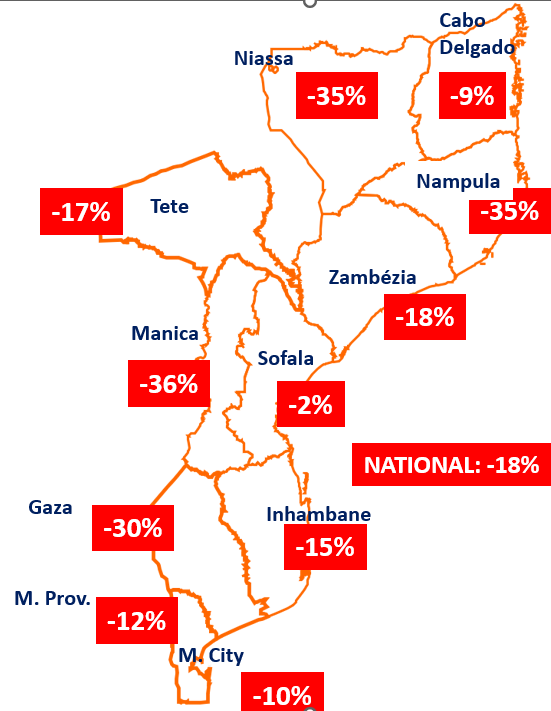 Cabo
Delgado
Niassa
-35%
-9%
Nampula
-35%
-17%
Tete
Zambézia
-18%
Manica
-36%
Sofala
-2%
NATIONAL: -18%
Gaza
-30%
Inhambane
-15%
M. Prov.
-12%
M. City
-10%